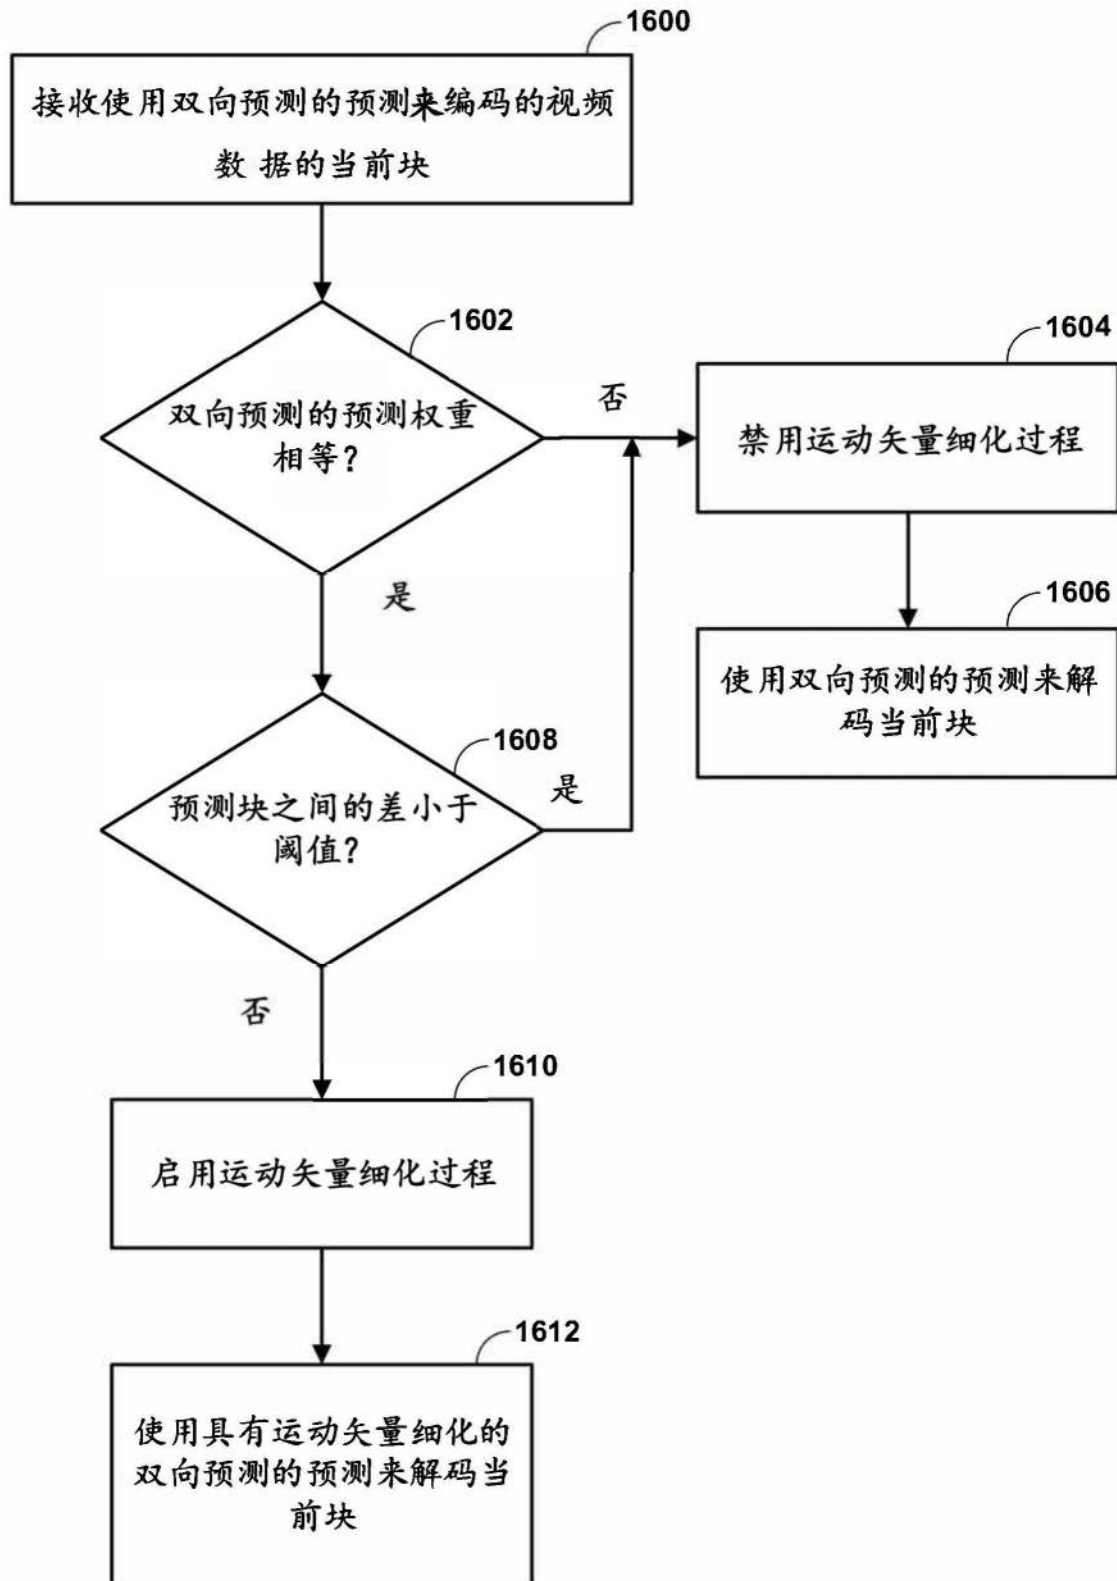 1600
接收使用双向预测的预测来编码的视频
数 据的当前块
1602
双向预测的预测权重
相等?
否
1604
禁用运动矢量细化过程
是
1606
使用双向预测的预测来解
码当前块
1608
预测块之间的差小于
阈值?
是
否
1610
启用运动矢量细化过程
1612
使用具有运动矢量细化的
双向预测的预测来解码当
前块